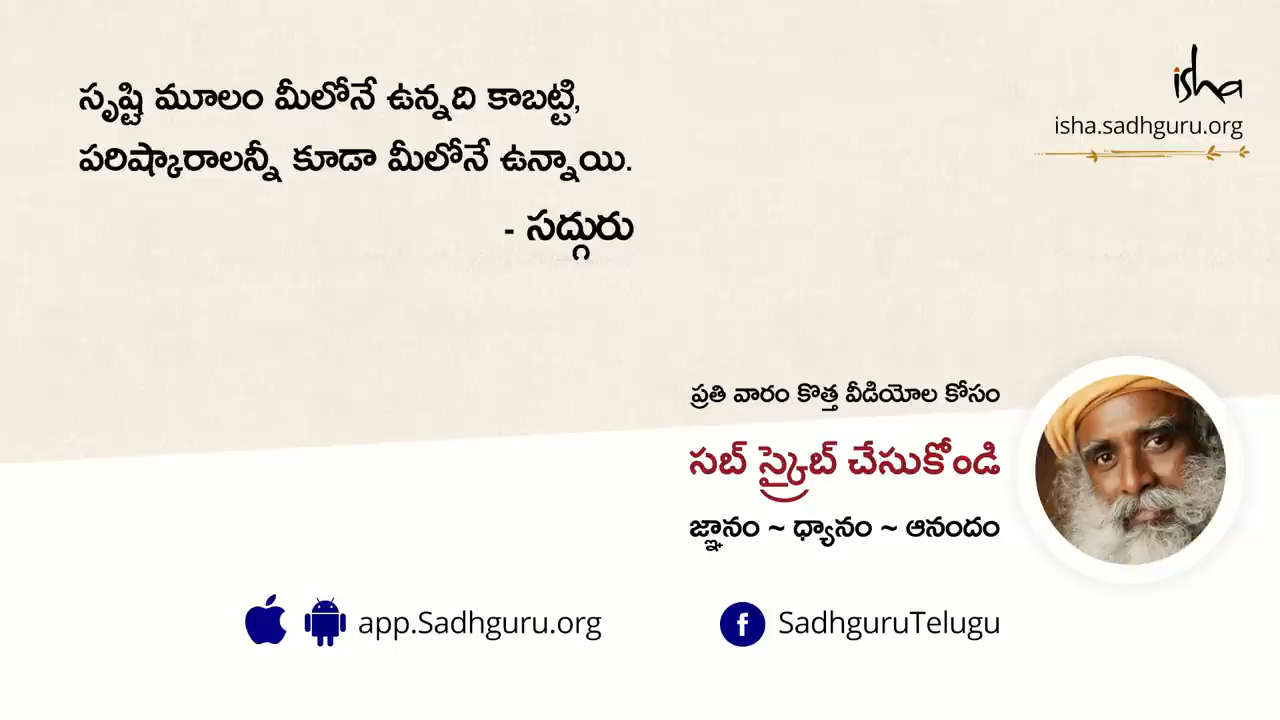 సృష్టి మూలం మీలోనే ఉన్నది కాబట్టి,
పరిష్కారాలన్నీ కూడా మీలోనే ఉన్నాయి.
- సద్గురు
isha
isha.sadhguru.org
ప్రతి వారం కొత్త వీడియోల కోసం
సబ్ స్క్రైబ్ చేసుకోండి
జ్ఞానం ~ ధ్యానం ~ ఆనందం
app.Sadhguru.org
SadhguruTelugu